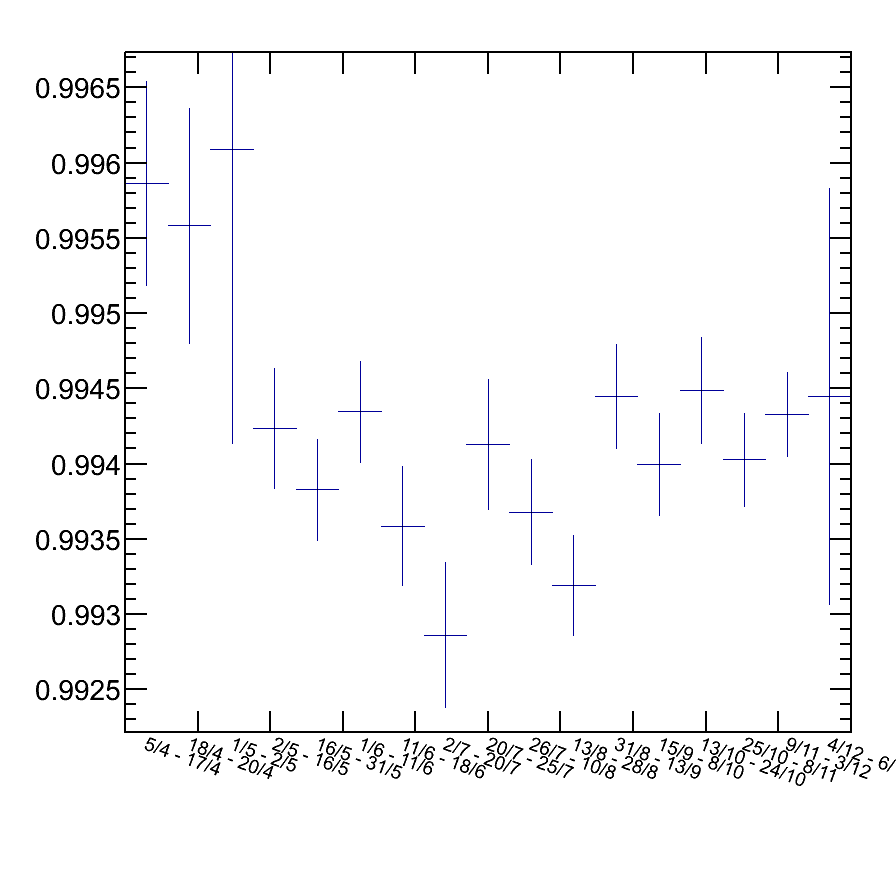 0.9965
0.996
0.9955
0.995
0.9945
0.994
0.9935
0.993
0.9925
5/4 - 17/4
18/4 - 20/4
1/5 - 2/5
2/5 - 16/5
16/5 - 31/5
1/6 - 11/6
11/6 - 18/6
2/7 - 20/7
20/7 - 25/7
26/7 - 10/8
13/8 - 28/8
31/8 - 13/9
15/9 - 8/10
13/10 - 24/10
25/10 - 8/11
9/11 - 3/12
4/12 - 6/